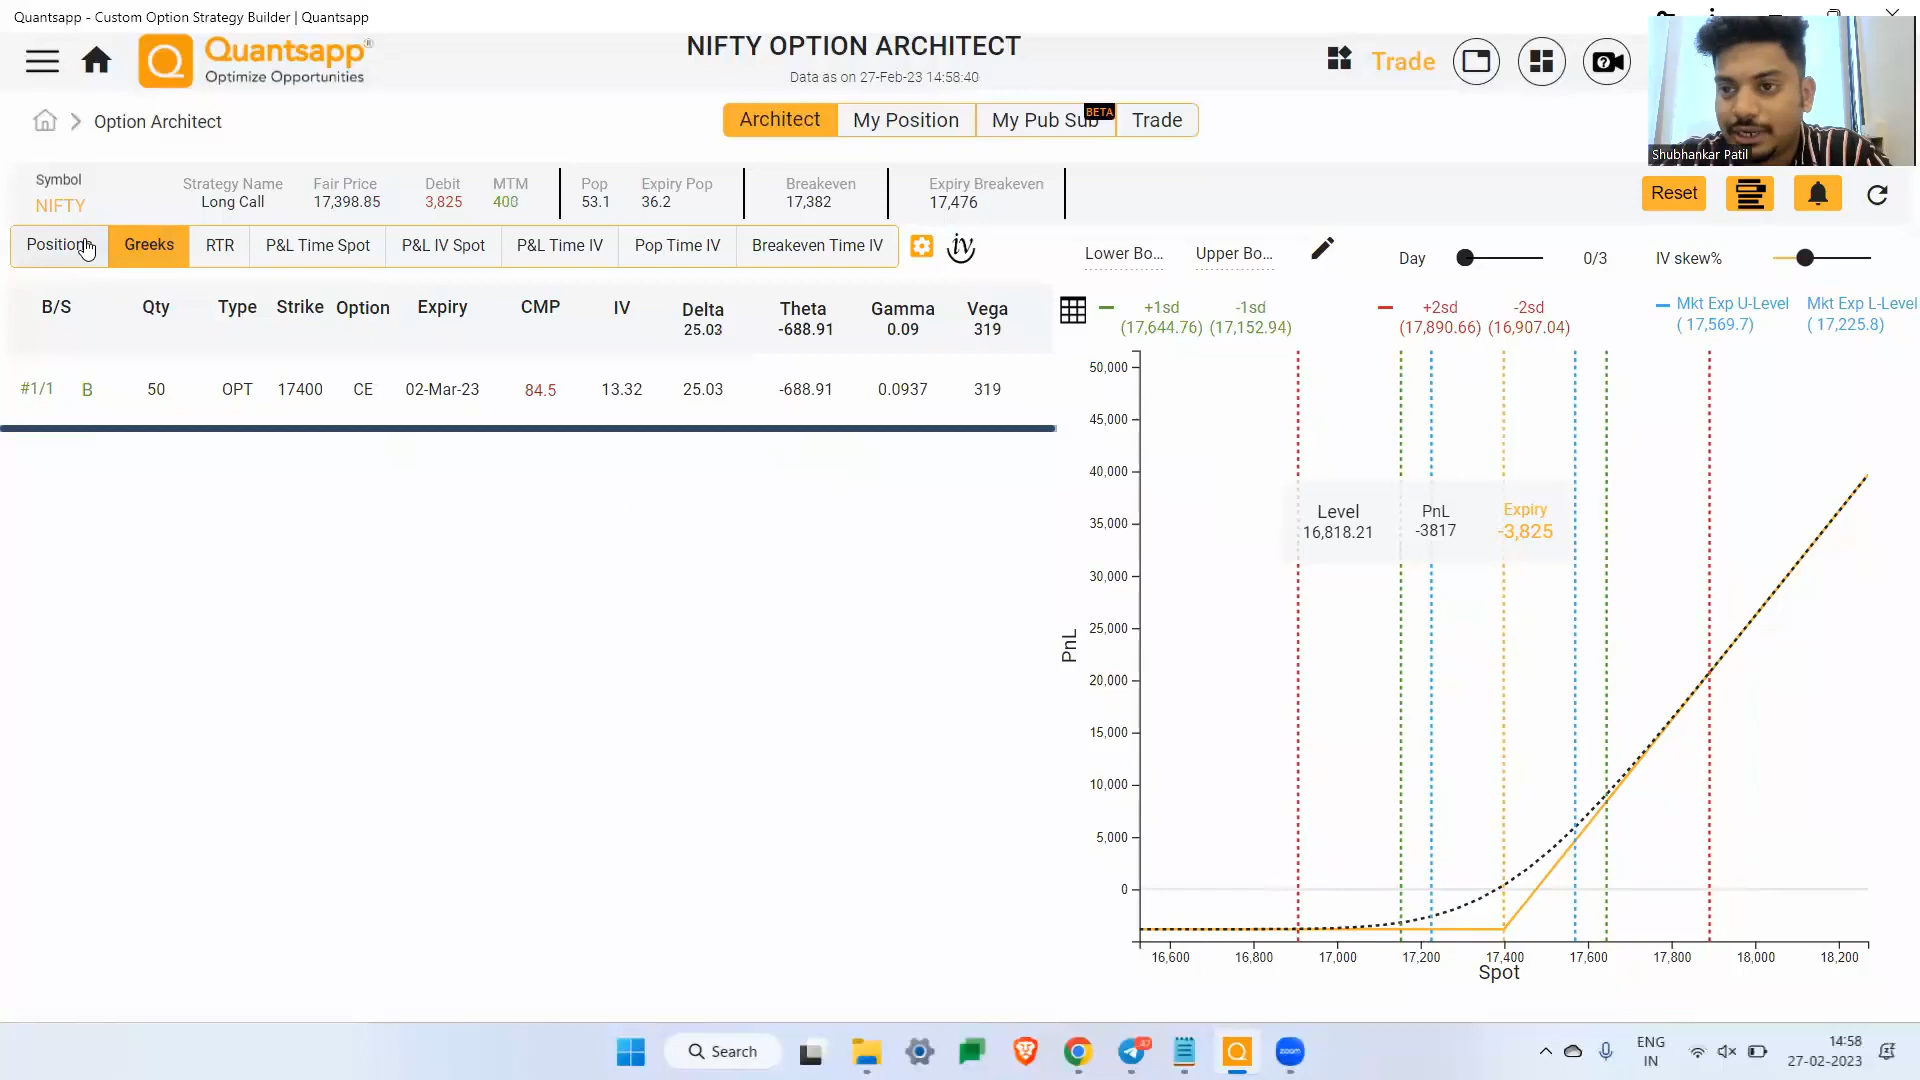 Quantsapp - Custom Option Strategy Builder | Quantsapp
Quantsapp®
Optimize Opportunities
NIFTY OPTION ARCHITECT
Data as on 27-Feb-23 14:58:40
Trade
Shubhankar Patil
Option Architect
Architect My Position My Pub Sub BETA Trade
Symbol Strategy Name Fair Price Debit MTM Pop Expiry Pop Breakeven Expiry Breakeven
NIFTY Long Call 17,398.85 3,825 400 53.1 36.2 17,382 17,476
Reset
Position Greeks RTR P&L Time Spot P&L IV Spot P&L Time IV Pop Time IV Breakeven Time IV iv
Lower Bo... Upper Bo... Day 0/3 IV skew%
B/S Qty Type Strike Option Expiry CMP IV Delta Theta Gamma Vega
25.03 -688.91 0.09 319
#1/1 B 50 OPT 17400 CE 02-Mar-23 84.5 13.32 25.03 -688.91 0.0937 319
+1sd -1sd +2sd -2sd Mkt Exp U-Level Mkt Exp L-Level
(17,644.76) (17,152.94) (17,890.66) (16,907.04) ( 17,569.7) ( 17,225.8)
50,000
45,000
40,000
35,000
30,000
25,000
20,000
15,000
10,000
5,000
0
PnL
Level PnL Expiry
16,818.21 -3817 -3,825
16,600 16,800 17,000 17,200 17,400 17,600 17,800 18,000 18,200
Spot
Search
zoom
ENG
IN
14:58
27-02-2023